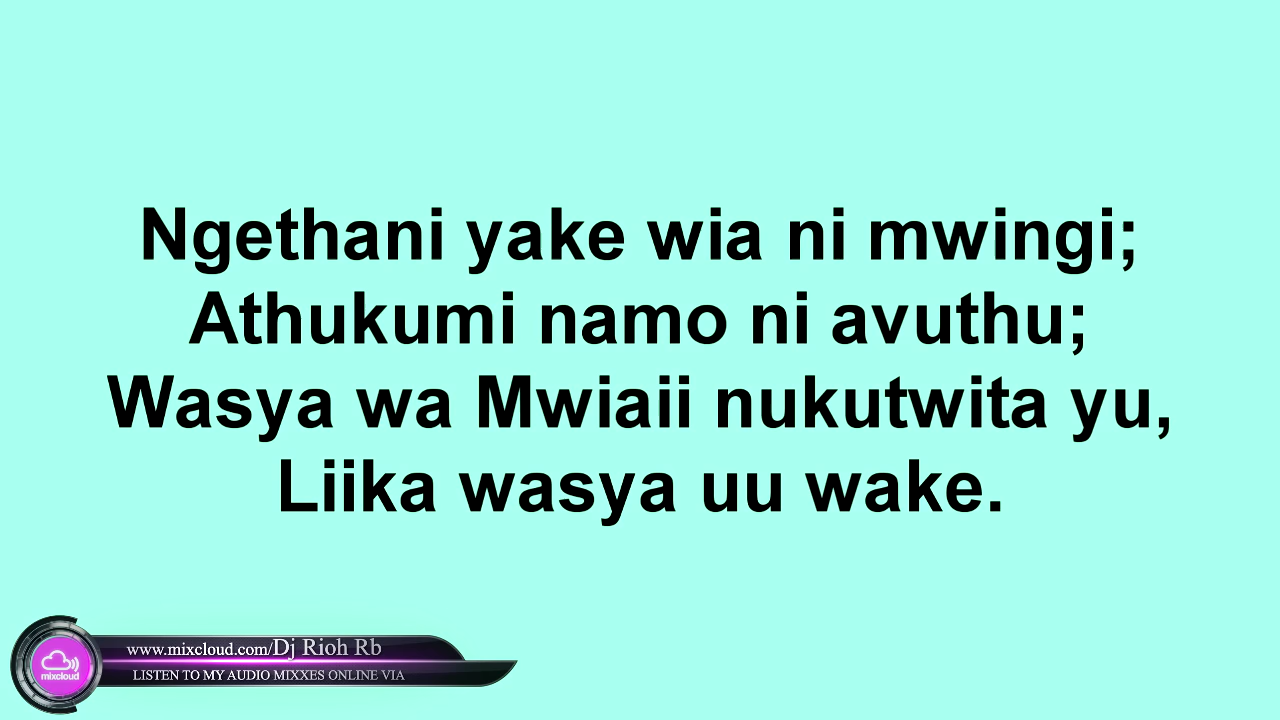 Ngethani yake wia ni mwingi;
Athukumi namo ni avuthu;
Wasya wa Mwiaii nukutwita yu,
Liika wasya uu wake.
www.mixcloud.com/Dj Rioh Rb
LISTEN TO MY AUDIO MIXXES ONLINE VIA
mixcloud